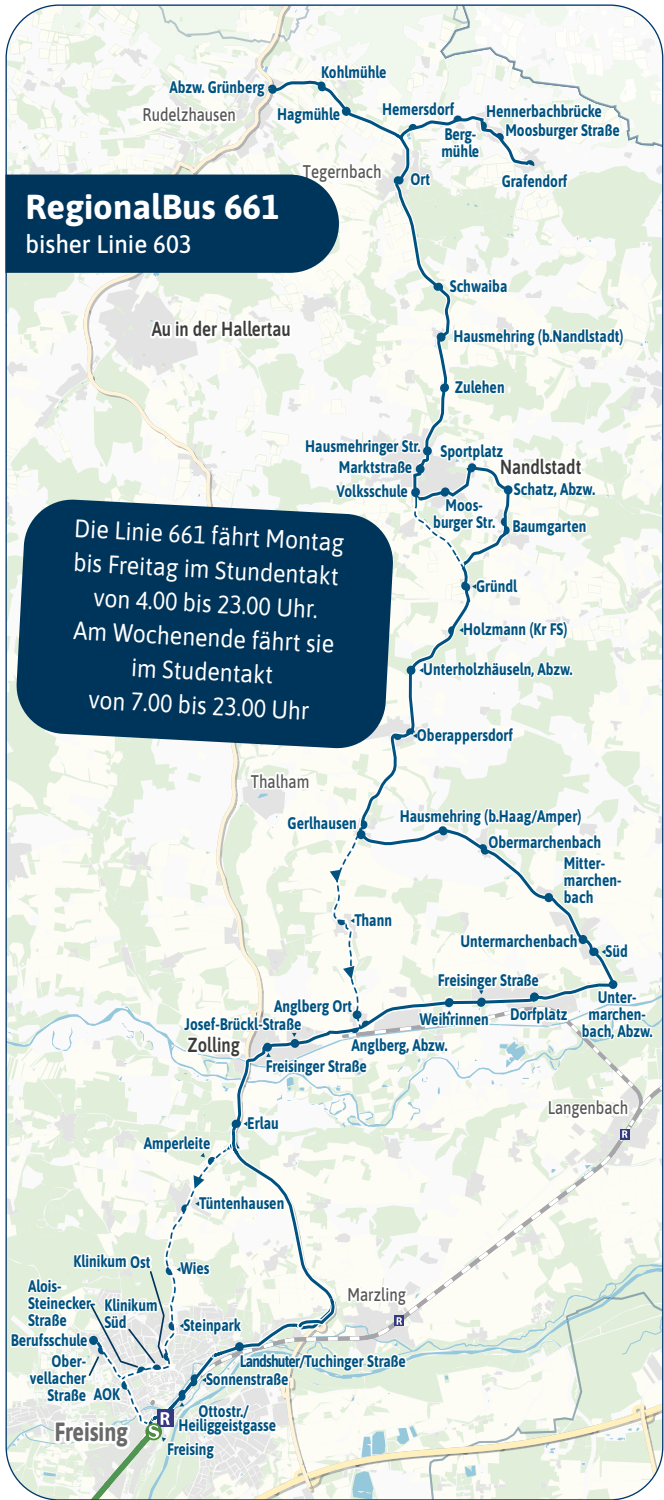 Abzw. Grünberg
Kohlmühle
Rudelzhausen
Hagmühle
Hemersdorf
Hennerbachbrücke
Berg-
mühle
Moosburger Straße
Tegernbach
Ort
Grafendorf
RegionalBus 661
bisher Linie 603
Schwaiba
Au in der Hallertau
Hausmehring (b.Nandlstadt)
Zulehen
Hausmehringer Str.
Sportplatz
Marktstraße
Nandlstadt
Volksschule
Schatz, Abzw.
Moos-
burger Str.
Baumgarten
Die Linie 661 fährt Montag
bis Freitag im Stundentakt
von 4.00 bis 23.00 Uhr.
Am Wochenende fährt sie
im Studentakt
von 7.00 bis 23.00 Uhr
Gründl
Holzmann (Kr FS)
Unterholzhäuseln, Abzw.
Oberappersdorf
Thalham
Gerlhausen
Hausmehring (b.Haag/Amper)
Obermarchenbach
Mitter-
marchen-
bach
Thann
Untermarchenbach
Süd
Freisinger Straße
Anglberg Ort
Weihrinnen
Dorfplatz
Unter-
marchen-
bach, Abzw.
Josef-Brückl-Straße
Zolling
Anglberg, Abzw.
Freisinger Straße
Langenbach
R
Erlau
Amperleite
Tüntenhausen
Klinikum Ost
Wies
Alois-
Steinecker-
Straße
Klinikum
Süd
Marzling
R
Steinpark
Berufsschule
Ober-
vellacher
Straße
AOK
Landshuter/Tuchinger Straße
Sonnenstraße
Ottostr./
Heiliggeistgasse
R
S
Freising
Freising